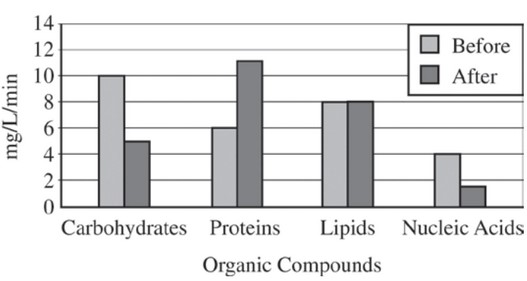 14
12
10
8
6
4
2
0
mg/L/min
Before
After
Carbohydrates Proteins Lipids Nucleic Acids
Organic Compounds